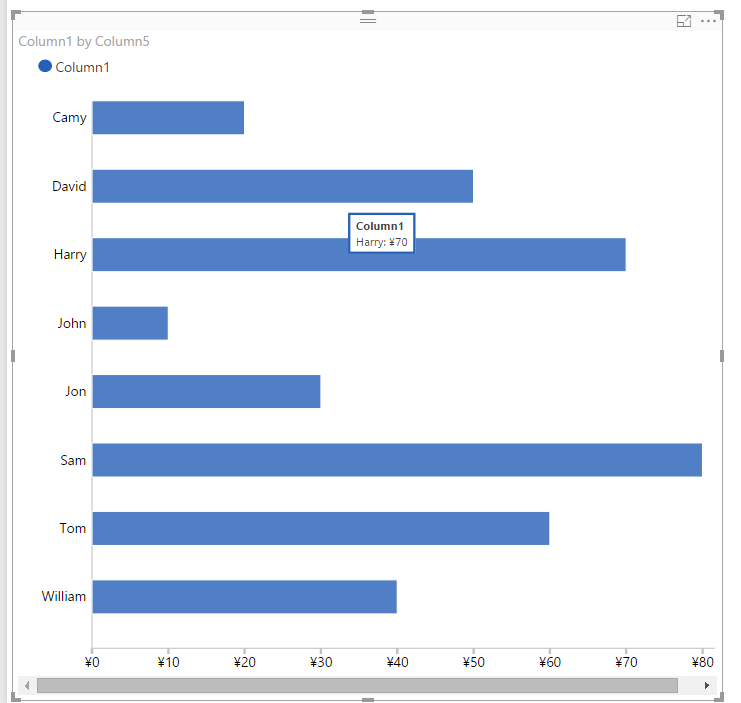 Column1 by Column5
Column1
Camy
David
Column1
Harry: ¥70
Harry
John
Jon
Sam
Tom
William
¥0 ¥10 ¥20 ¥30 ¥40 ¥50 ¥60 ¥70 ¥80